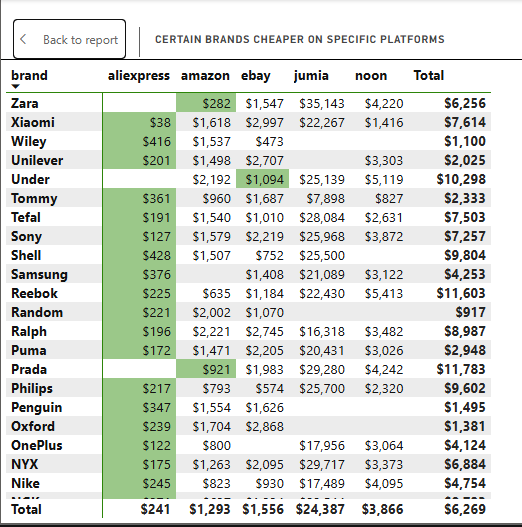 Back to report
CERTAIN BRANDS CHEAPER ON SPECIFIC PLATFORMS
brand aliexpress amazon ebay jumia noon Total
Zara $282 $1,547 $35,143 $4,220 $6,256
Xiaomi $38 $1,618 $2,997 $22,267 $1,416 $7,614
Wiley $416 $1,537 $473 $1,100
Unilever $201 $1,498 $2,707 $3,303 $2,025
Under $2,192 $1,094 $25,139 $5,119 $10,298
Tommy $361 $960 $1,687 $7,898 $827 $2,333
Tefal $191 $1,540 $1,010 $28,084 $2,631 $7,503
Sony $127 $1,579 $2,219 $25,968 $3,872 $7,257
Shell $428 $1,507 $752 $25,500 $9,804
Samsung $376 $1,408 $21,089 $3,122 $4,253
Reebok $225 $635 $1,184 $22,430 $5,413 $11,603
Random $221 $2,002 $1,070 $917
Ralph $196 $2,221 $2,745 $16,318 $3,482 $8,987
Puma $172 $1,471 $2,205 $20,431 $3,026 $2,948
Prada $921 $1,983 $29,280 $4,242 $11,783
Philips $217 $793 $574 $25,700 $2,320 $9,602
Penguin $347 $1,554 $1,626 $1,495
Oxford $239 $1,704 $2,868 $1,381
OnePlus $122 $800 $17,956 $3,064 $4,124
NYX $175 $1,263 $2,095 $29,717 $3,373 $6,884
Nike $245 $823 $930 $17,489 $4,095 $4,754
Total $241 $1,293 $1,556 $24,387 $3,866 $6,269